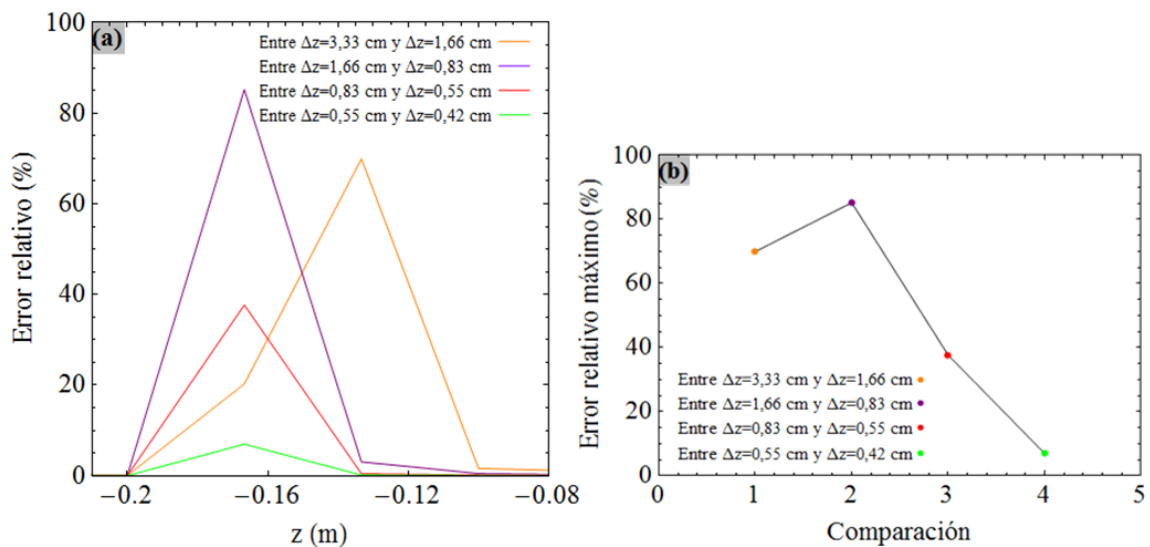 (a)
Entre Δz=3,33 cm y Δz=1,66 cm
Entre Δz=1,66 cm y Δz=0,83 cm
Entre Δz=0,83 cm y Δz=0,55 cm
Entre Δz=0,55 cm y Δz=0,42 cm
Error relativo (%)
100
80
60
40
20
0
−0.2
−0.16
−0.12
−0.08
z (m)
(b)
Error relativo máximo (%)
100
80
60
40
20
0
Entre Δz=3,33 cm y Δz=1,66 cm
Entre Δz=1,66 cm y Δz=0,83 cm
Entre Δz=0,83 cm y Δz=0,55 cm
Entre Δz=0,55 cm y Δz=0,42 cm
0
1
2
3
4
5
Comparación